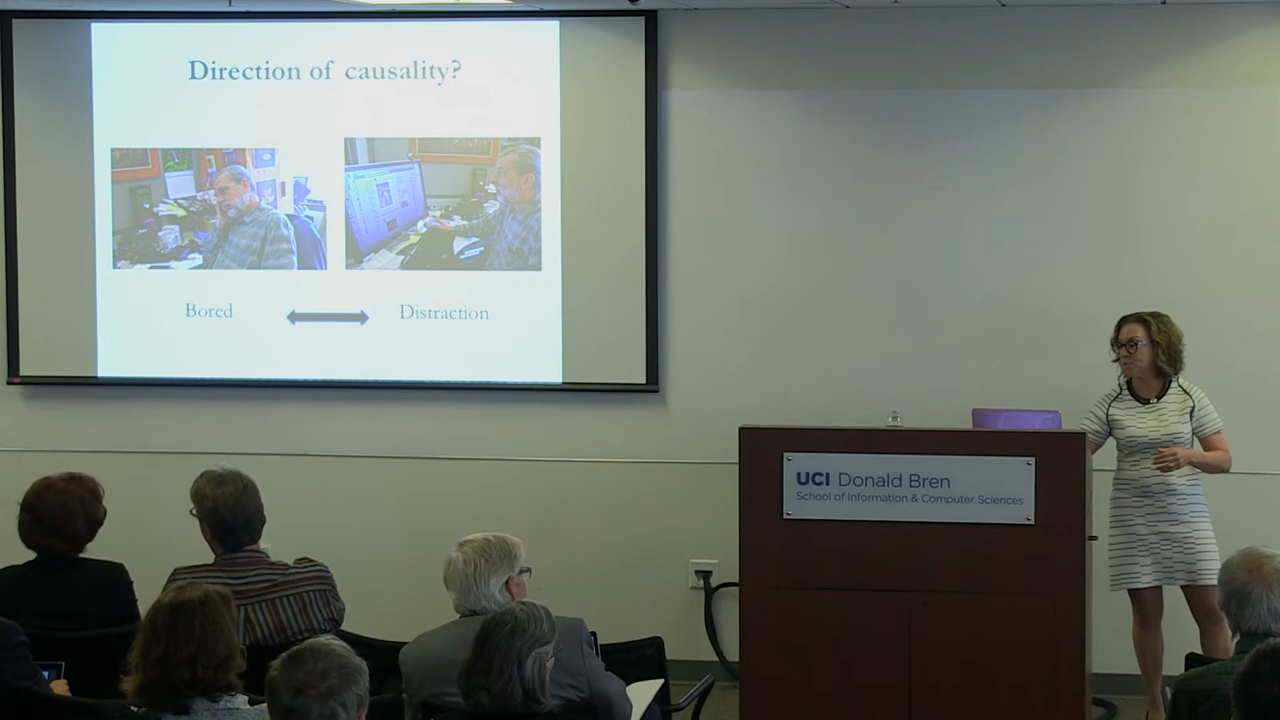 Direction of causality?
Bored
Distraction
UCI Donald Bren
School of Information & Computer Sciences